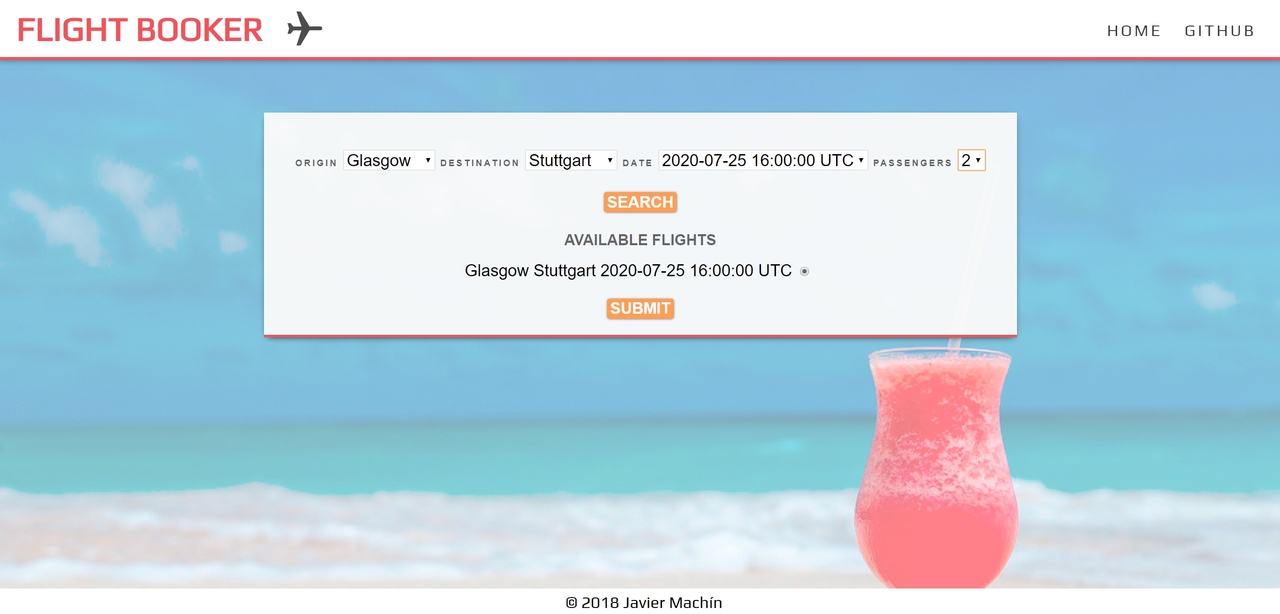 FLIGHT BOOKER HOME GITHUB
ORIGIN Glasgow DESTINATION Stuttgart DATE 2020-07-25 16:00:00 UTC PASSENGERS 2
SEARCH
AVAILABLE FLIGHTS
Glasgow Stuttgart 2020-07-25 16:00:00 UTC
SUBMIT
© 2018 Javier Machín